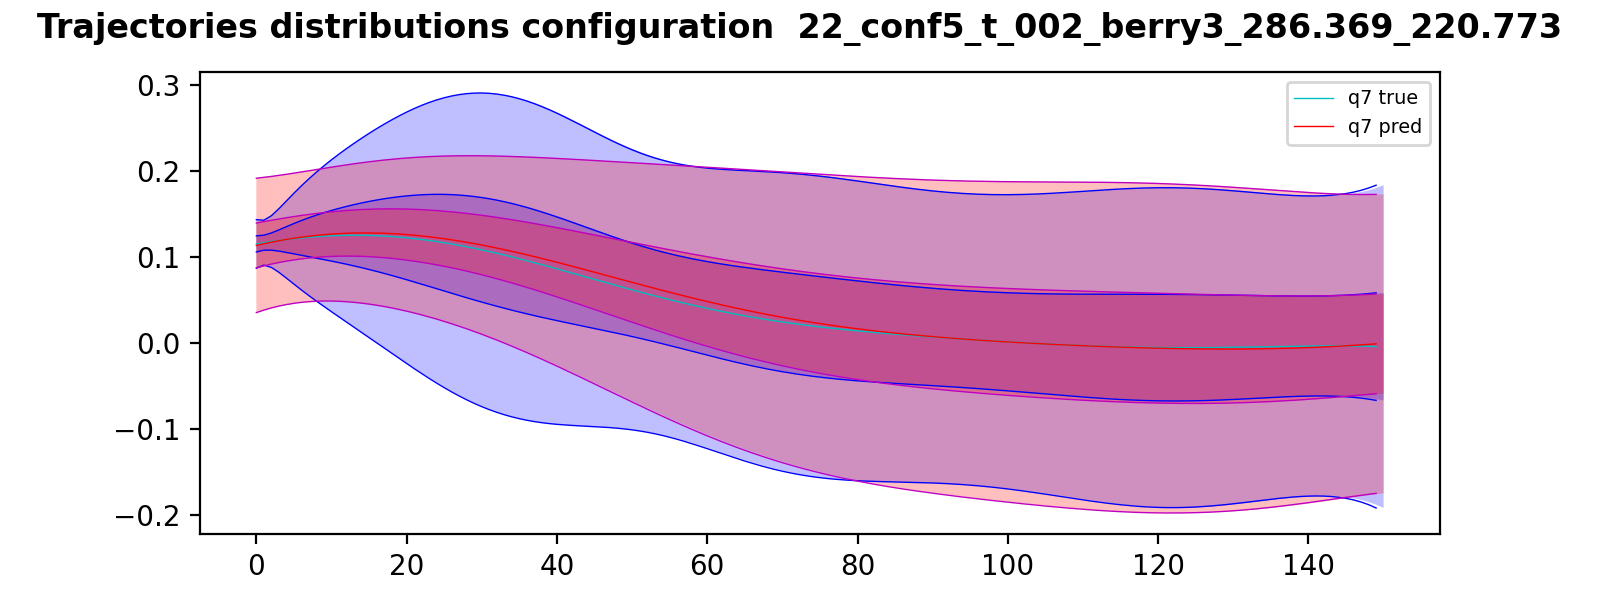 Trajectories distributions configuration  22_conf5_t_002_berry3_286.369_220.773
q7 true
q7 pred
0.3
0.2
0.1
0.0
−0.1
−0.2
0 20 40 60 80 100 120 140